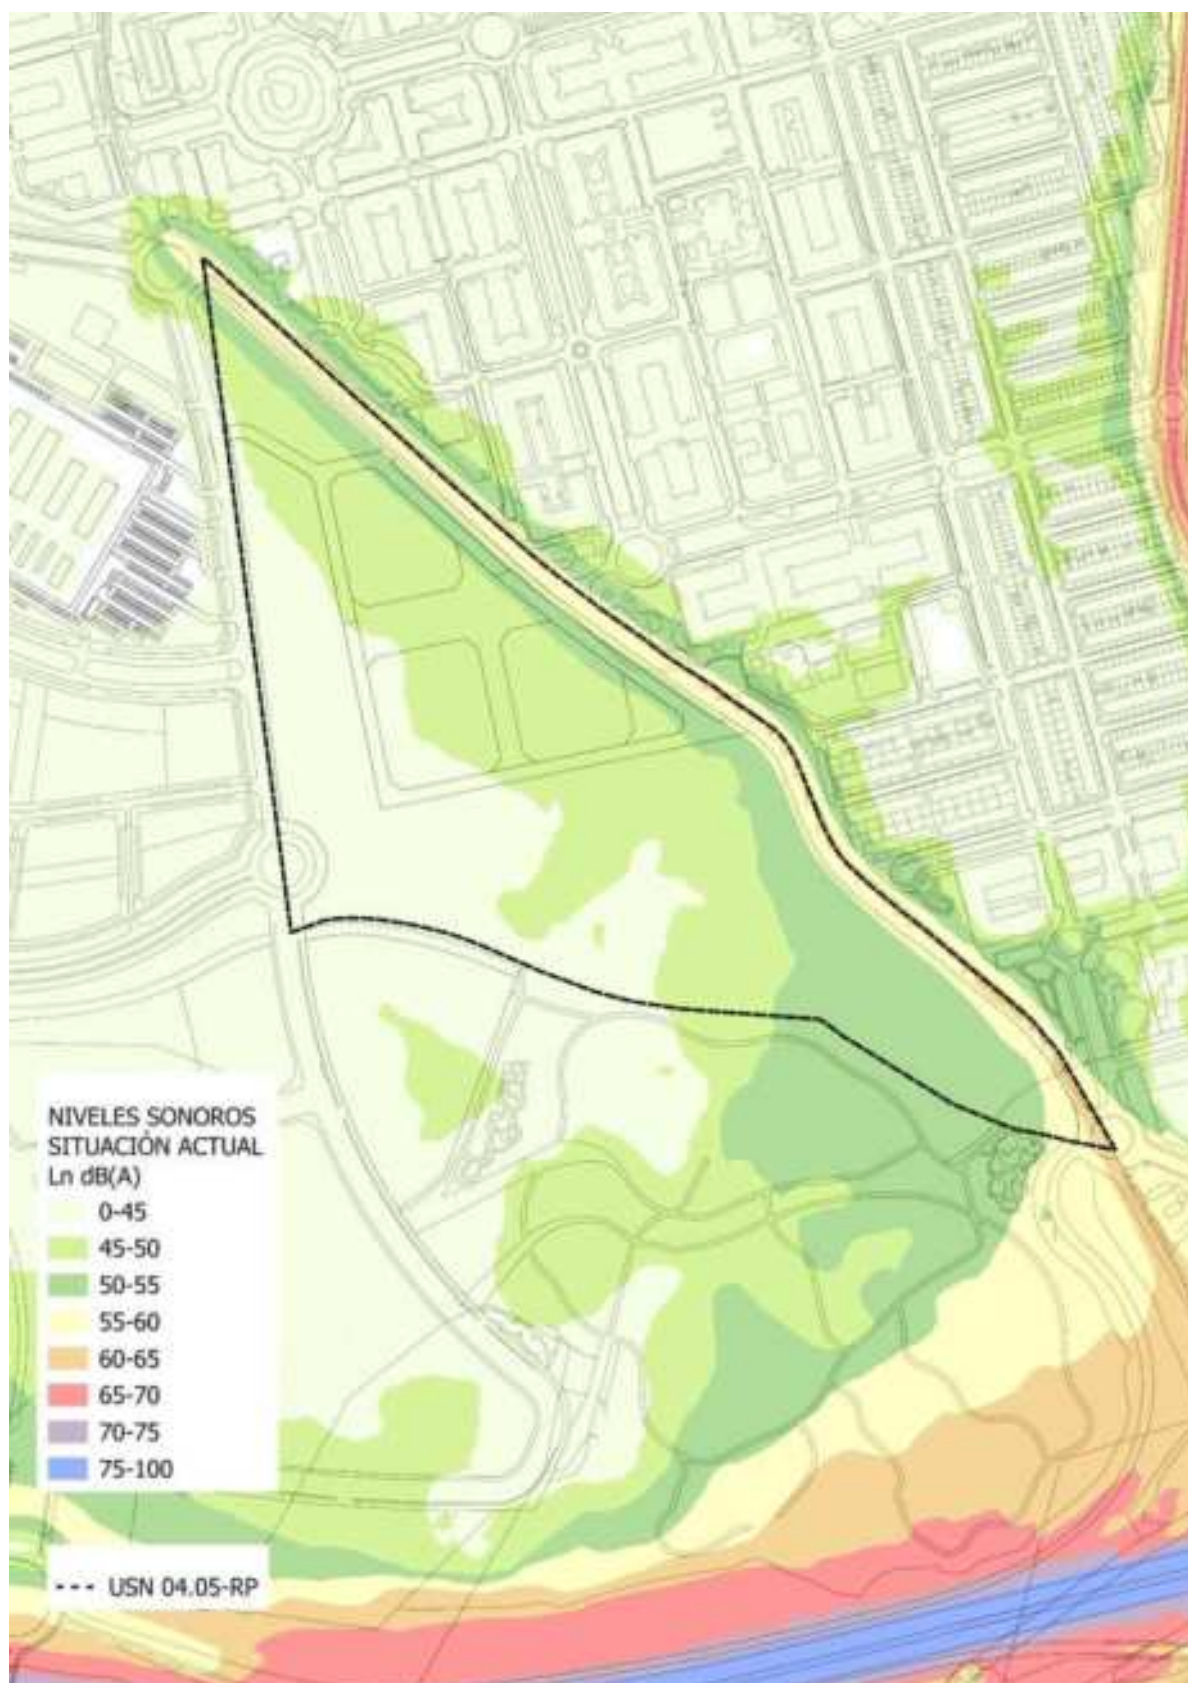 NIVELES SONOROS
SITUACIÓN ACTUAL
Ln dB(A)
0-45
45-50
50-55
55-60
60-65
65-70
70-75
75-100
USN 04.05-RP